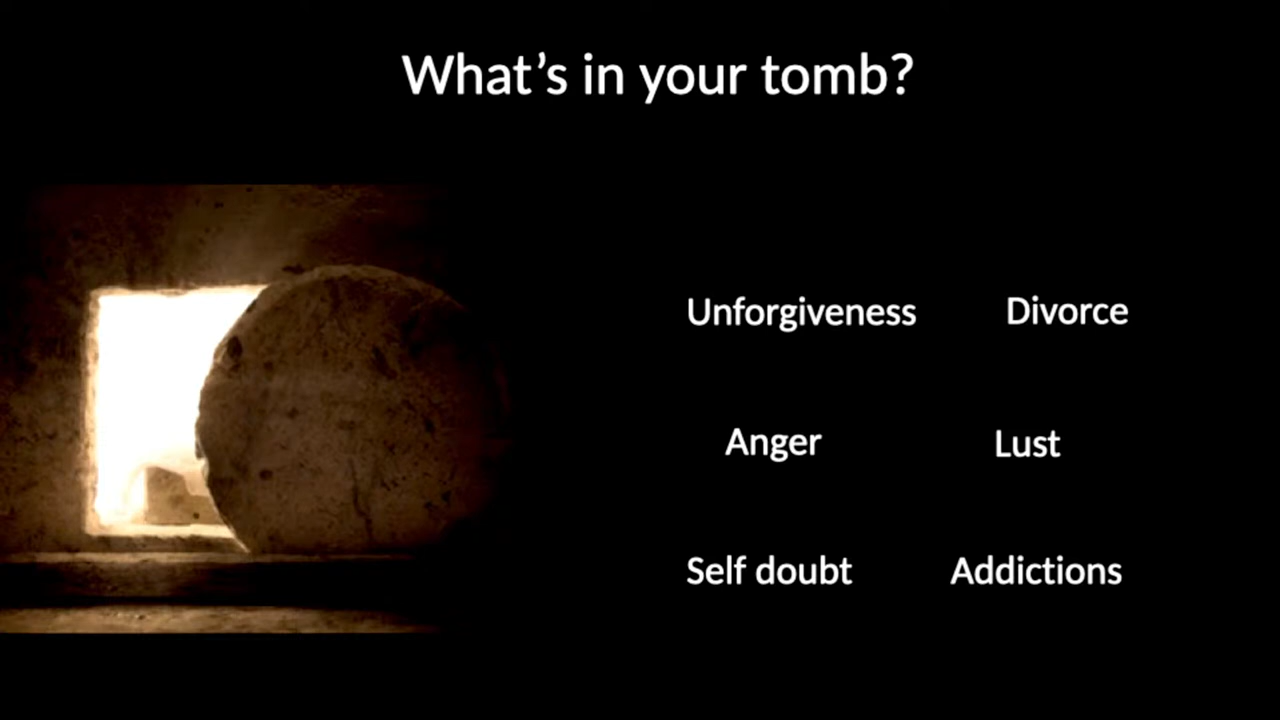 What’s in your tomb?
Unforgiveness Divorce
Anger Lust
Self doubt Addictions